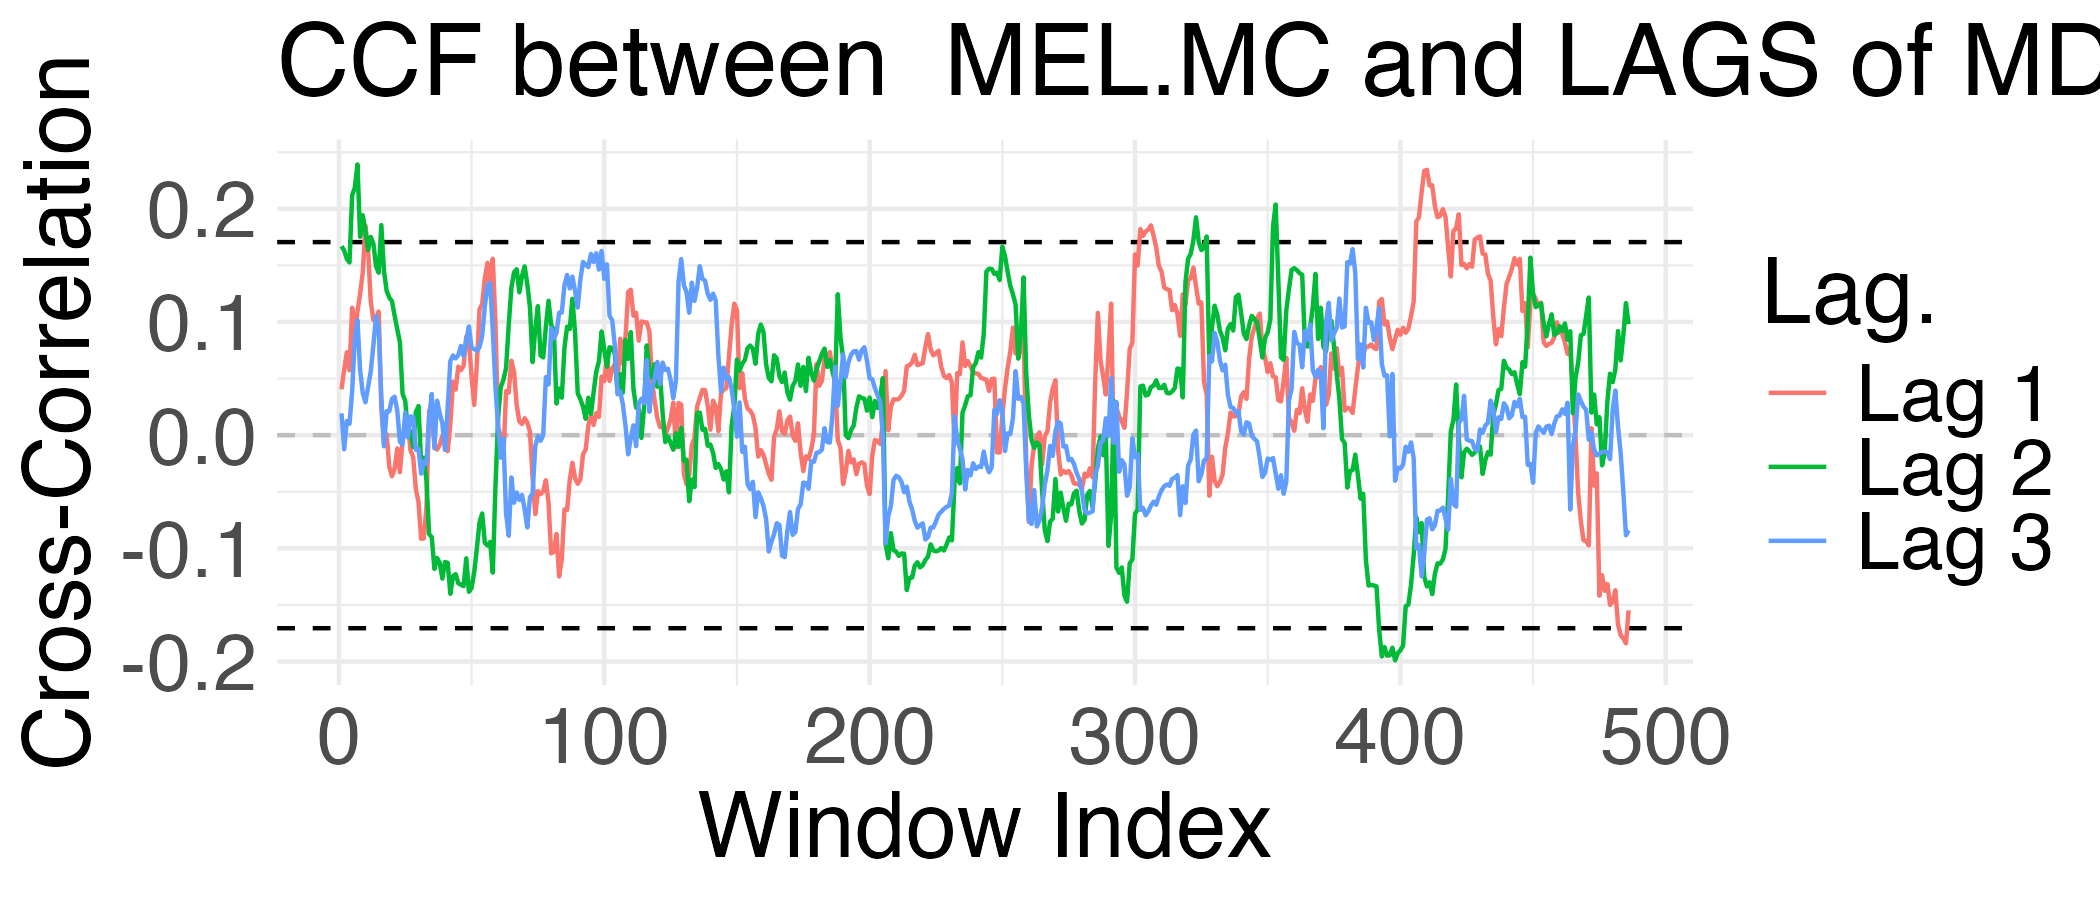 CCF between  MEL.MC and LAGS of MD
Cross-Correlation
0.2
0.1
0.0
-0.1
-0.2
0 100 200 300 400 500
Window Index
Lag.
Lag 1
Lag 2
Lag 3